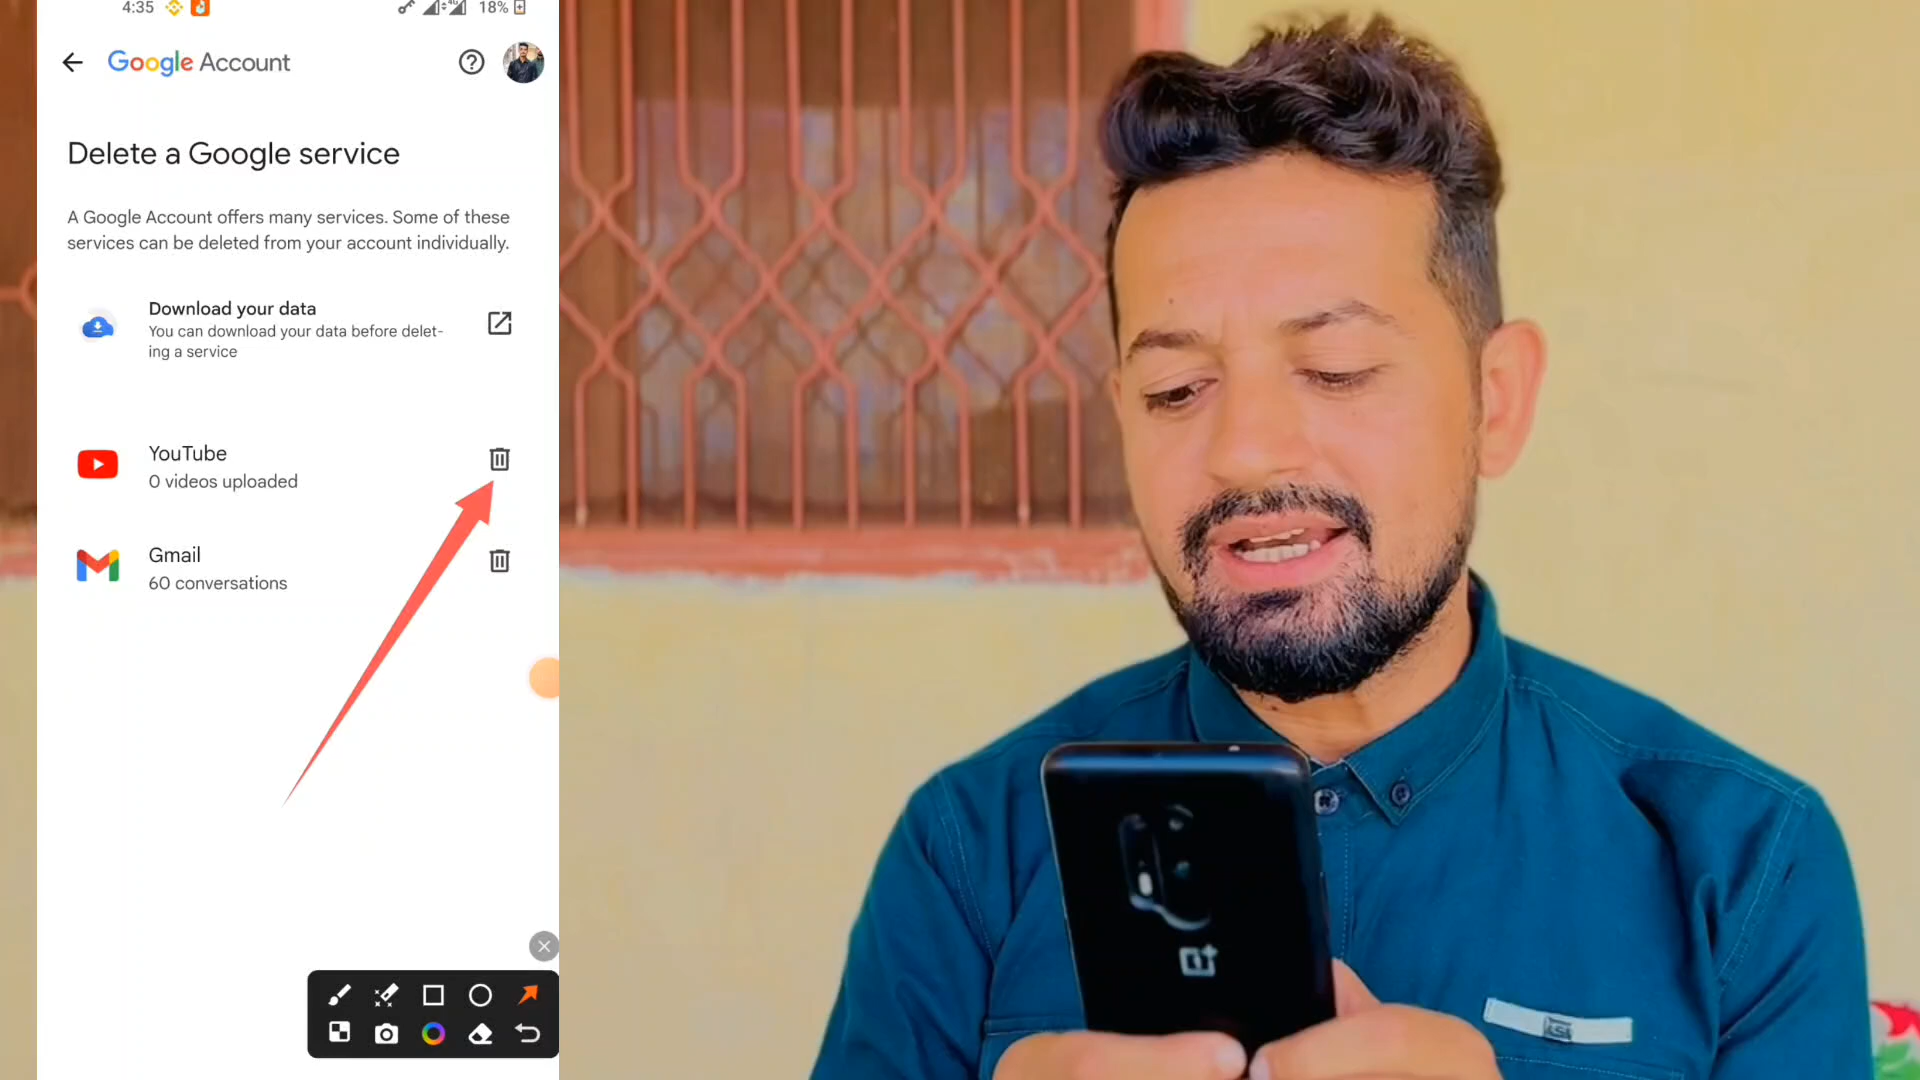 4:35
4G
18%
Google Account
Delete a Google service
A Google Account offers many services. Some of these
services can be deleted from your account individually.
Download your data
You can download your data before delet-
ing a service
YouTube
0 videos uploaded
Gmail
60 conversations